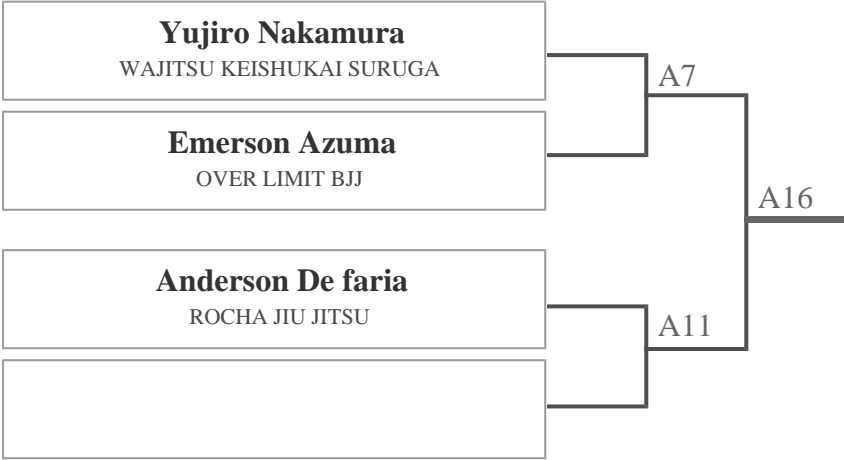 Yujiro Nakamura
WAJITSU KEISHUKAI SURUGA
A7
Emerson Azuma
OVER LIMIT BJJ
A16
Anderson De faria
ROCHA JIU JITSU
A11